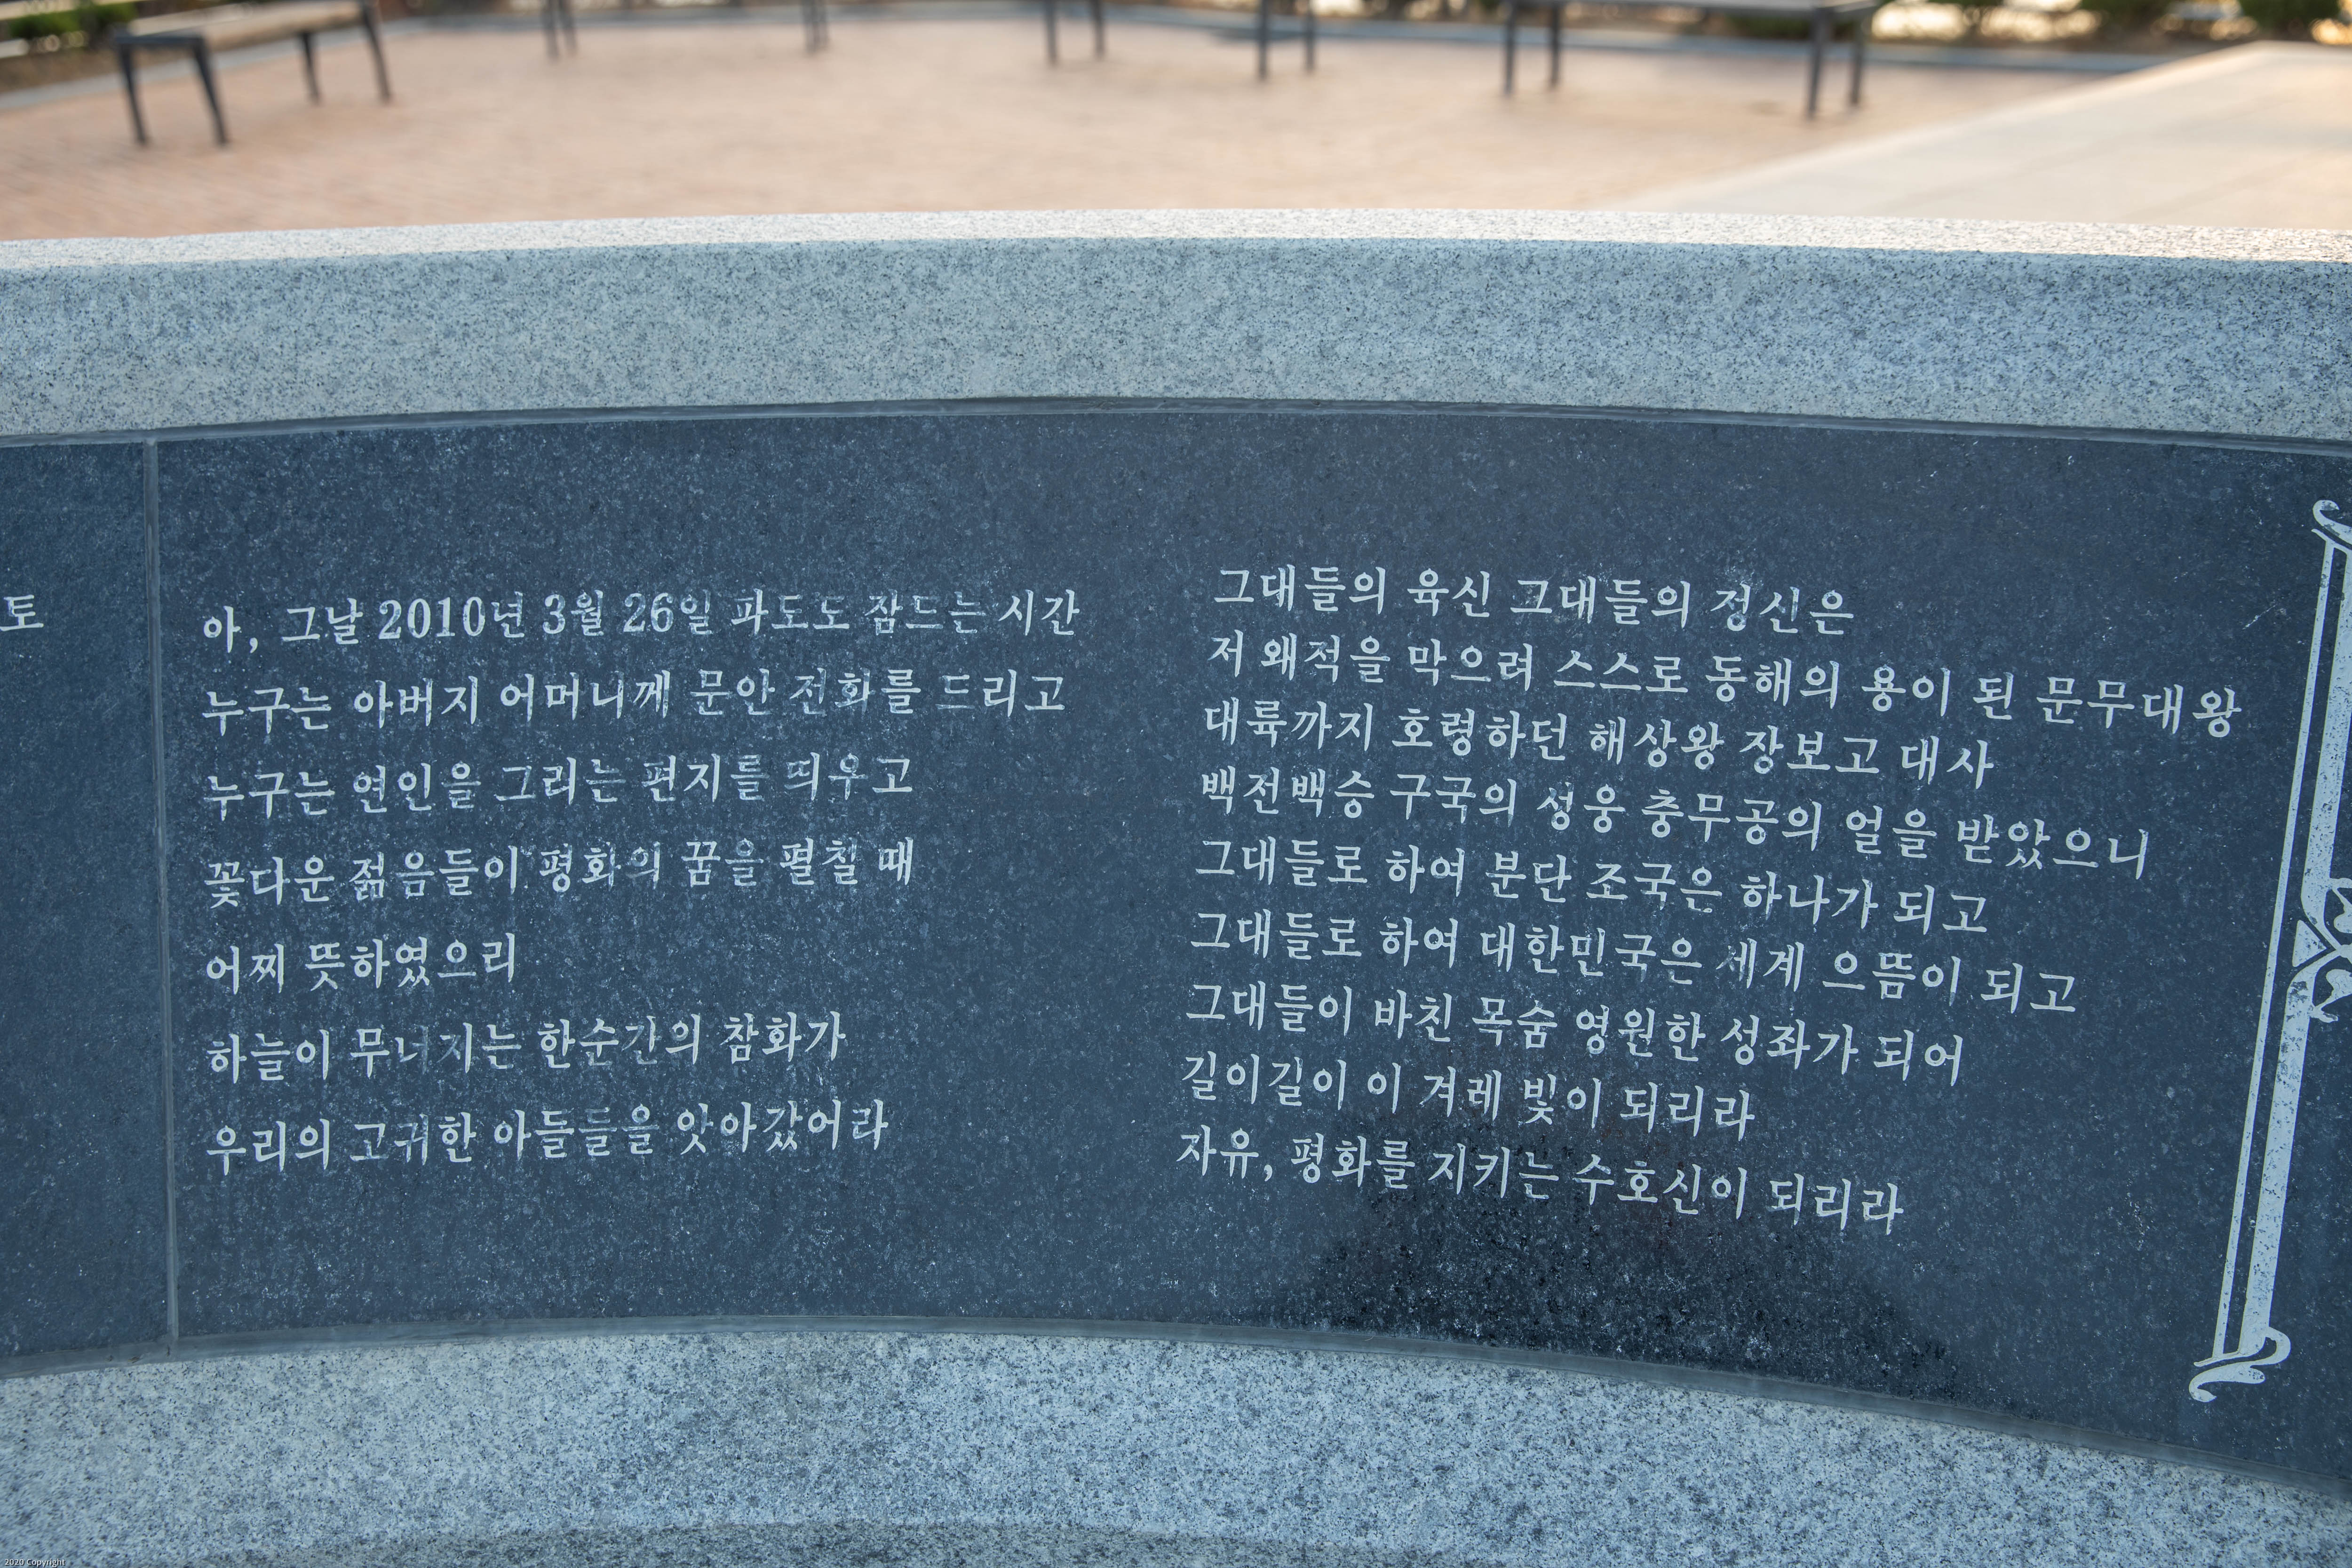 토
아, 그날 2010년 3월 26일 파도도 잠드는 시간
누구는 아버지 어머니께 문안 전화를 드리고
누구는 연인을 그리는 편지를 띄우고
꽃다운 젊음들이 평화의 꿈을 펼칠 때
어찌 뜻하였으리
하늘이 무너지는 한순간의 참화가
우리의 고귀한 아들들을 앗아갔어라
그대들의 육신 그대들의 정신은
저 왜적을 막으려 스스로 동해의 용이 된 문무대왕
대륙까지 호령하던 해상왕 장보고 대사
백전백승 구국의 성웅 충무공의 얼을 받았으니
그대들로 하여 분단 조국은 하나가 되고
그대들로 하여 대한민국은 세계 으뜸이 되고
그대들이 바친 목숨 영원한 성좌가 되어
길이길이 이 겨레 빛이 되리라
자유, 평화를 지키는 수호신이 되리라
2020 Copyright